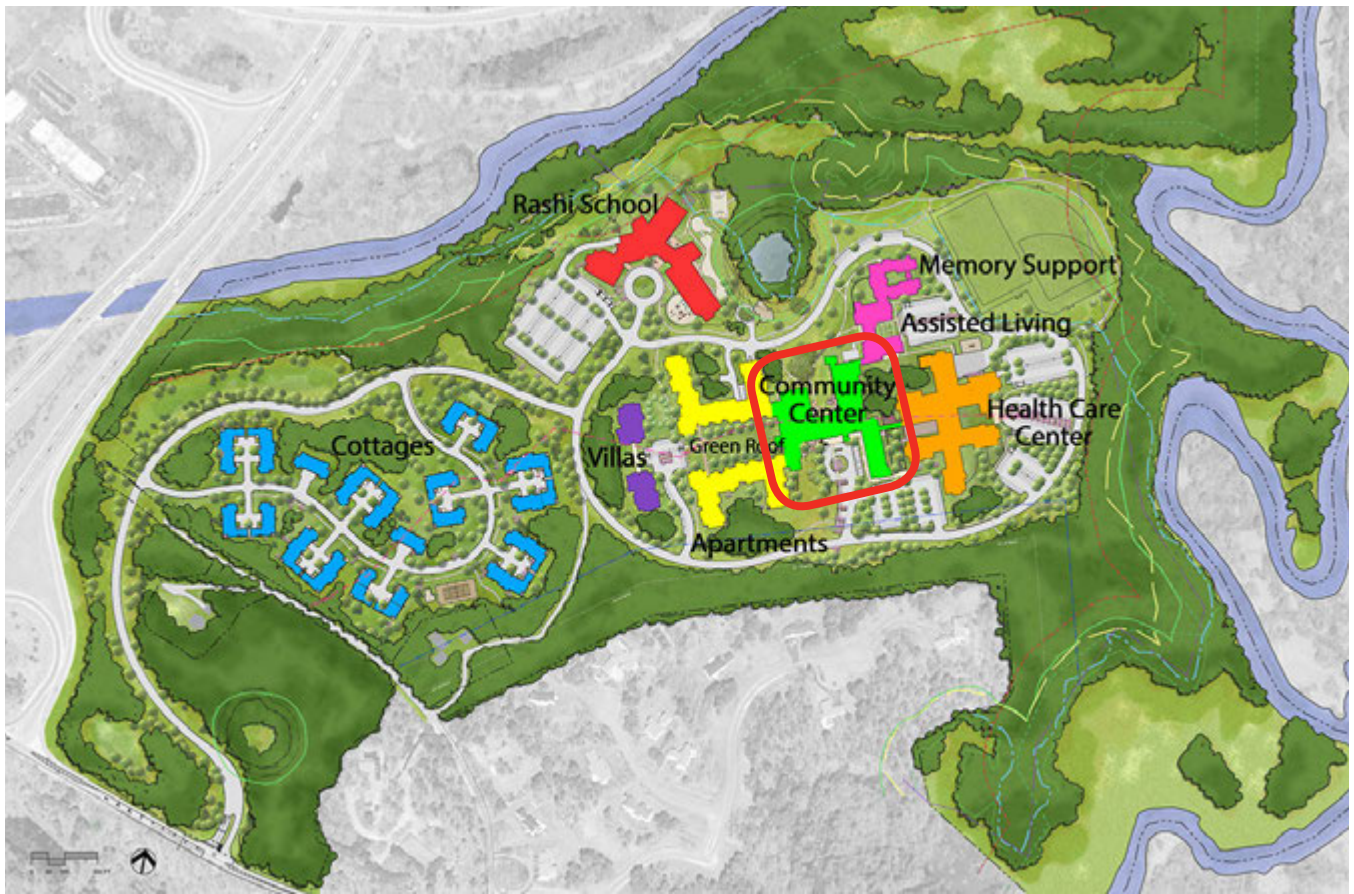 Rashi School
Memory Support
Assisted Living
Community
Center
Health Care
Center
Cottages
Villas
Green Roof
Apartments